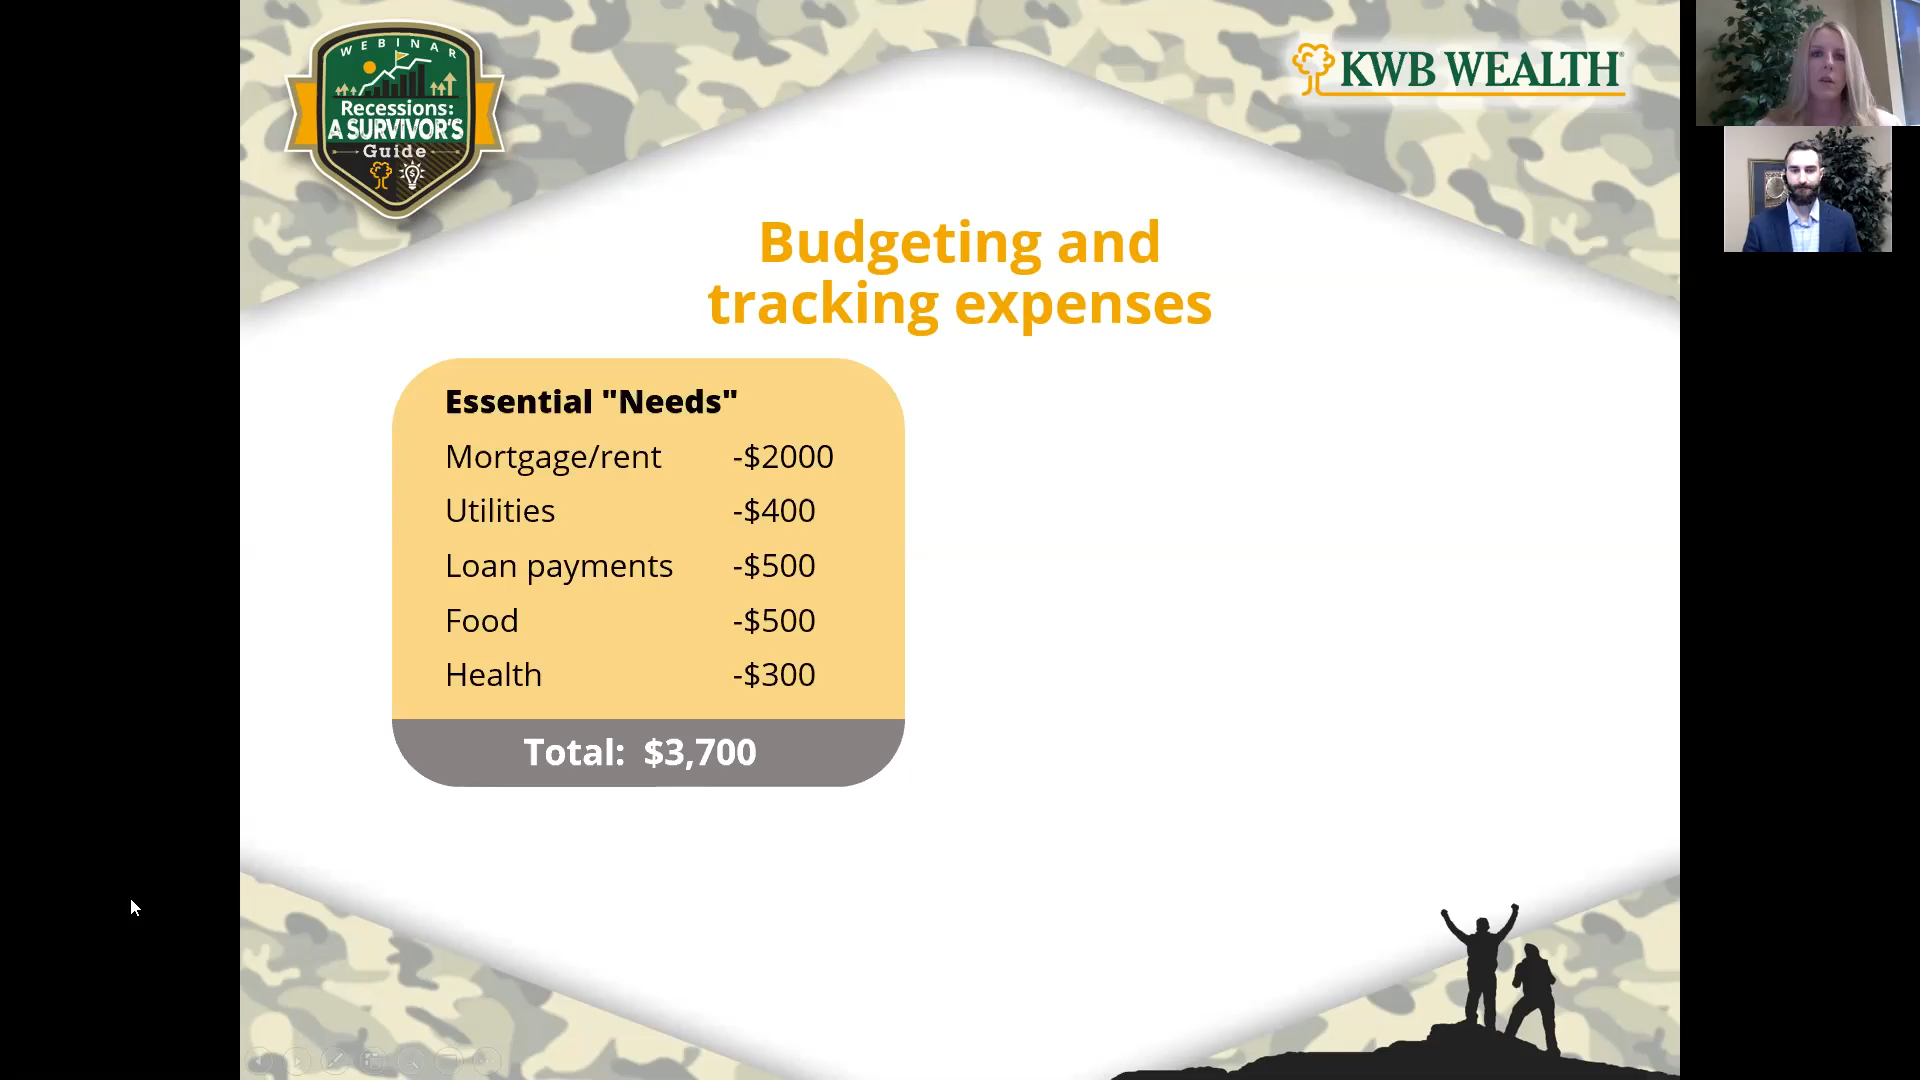 WEBINAR
Recessions:
A SURVIVOR'S
Guide
KWB WEALTH®
Budgeting and
tracking expenses
Essential "Needs"
Mortgage/rent -$2000
Utilities -$400
Loan payments -$500
Food -$500
Health -$300
Total: $3,700